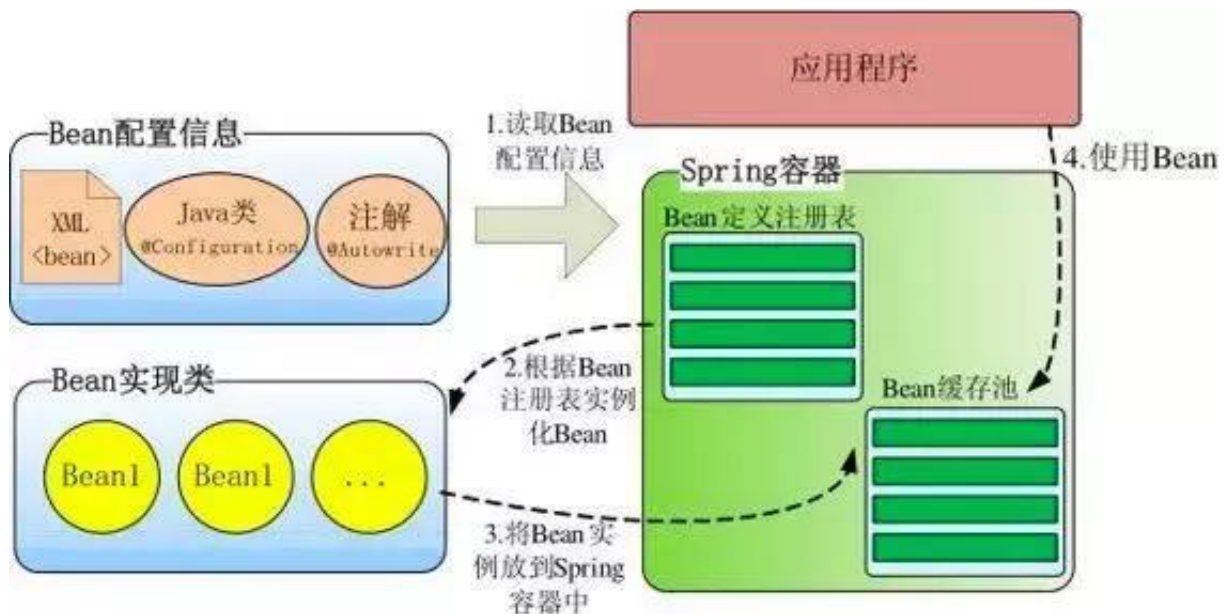 应用程序
Bean配置信息
1.读取Bean
配置信息
4.使用Bean
XML
<bean>
Java类
@Configuration
注解
@Autowrite
Spring容器
Bean定义注册表
Bean实现类
2.根据Bean
注册表实例
化Bean
Bean缓存池
Bean1
Bean1
...
3.将Bean实
例放到Spring
容器中